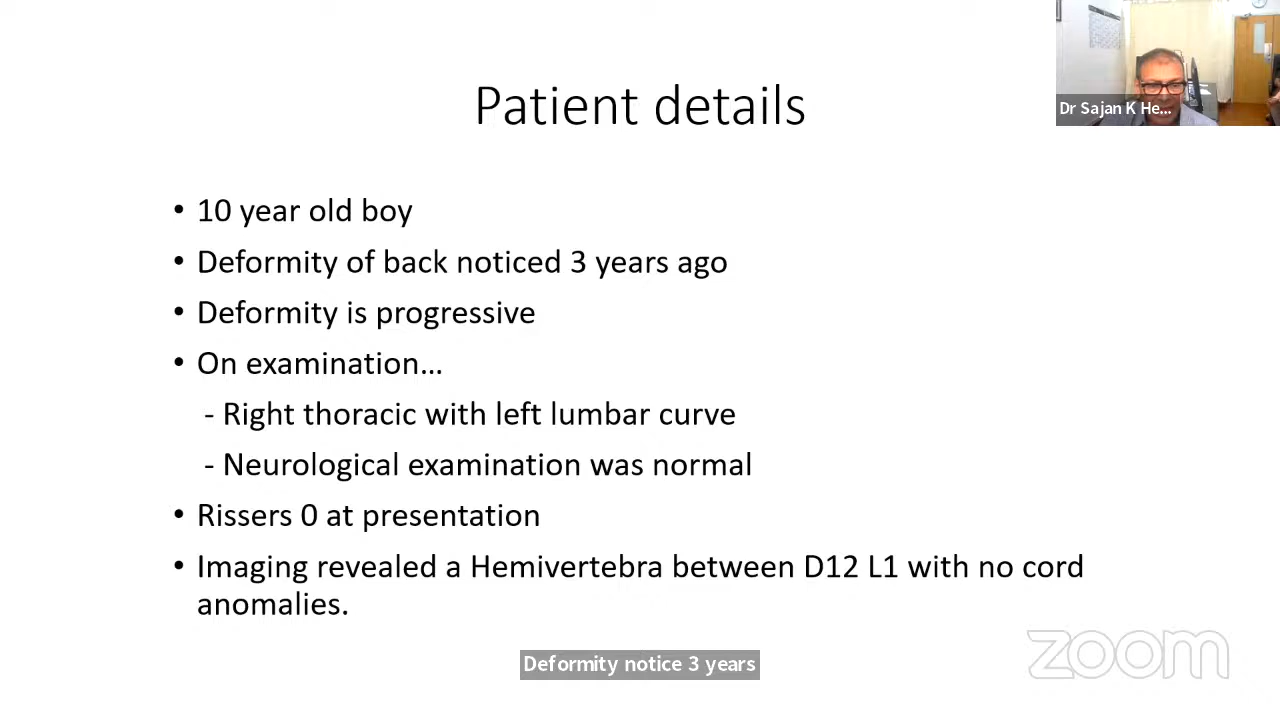 Patient details
Dr Sajan K He...
• 10 year old boy
• Deformity of back noticed 3 years ago
• Deformity is progressive
• On examination…
- Right thoracic with left lumbar curve
- Neurological examination was normal
• Rissers 0 at presentation
• Imaging revealed a Hemivertebra between D12 L1 with no cord
anomalies.
Deformity notice 3 years
zoom